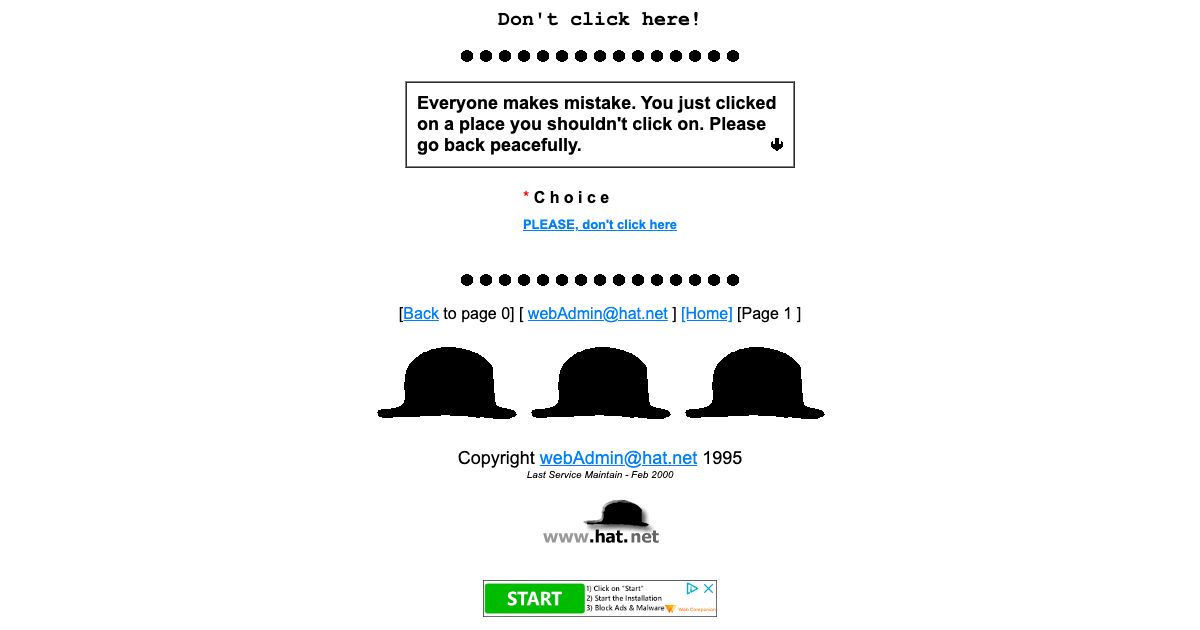 Don't click here!
Everyone makes mistake. You just clicked
on a place you shouldn't click on. Please
go back peacefully.
* Choice
PLEASE, don't click here
[Back to page 0] [ webAdmin@hat.net ] [Home] [Page 1 ]
Copyright webAdmin@hat.net 1995
Last Service Maintain - Feb 2000
www.hat.net
START
1) Click on "Start"
2) Start the Installation
3) Block Ads & Malware
Web Companion